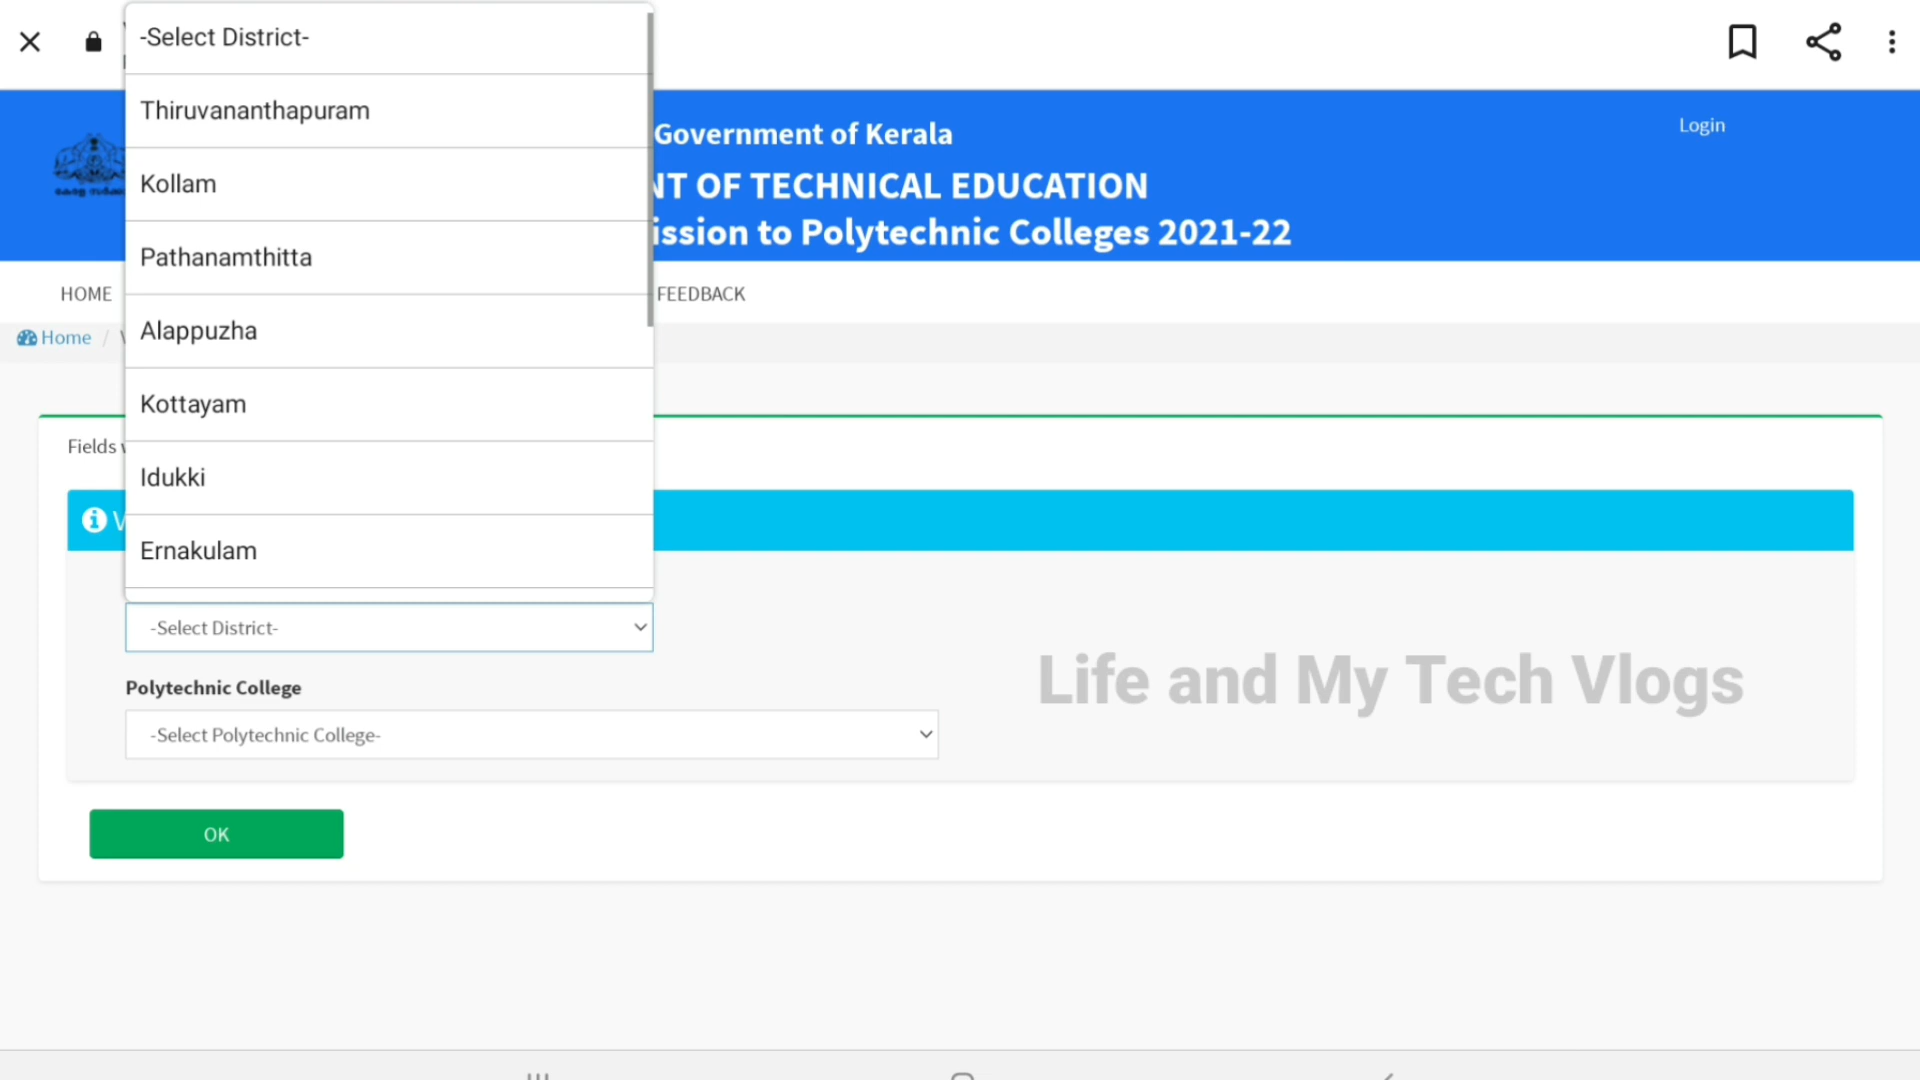 -Select District-
Thiruvananthapuram
Kollam
Pathanamthitta
Alappuzha
Kottayam
Idukki
Ernakulam
Government of Kerala
OF TECHNICAL EDUCATION
to Polytechnic Colleges 2021-22
Login
HOME
FEEDBACK
Home /
Fields
-Select District-
Polytechnic College
-Select Polytechnic College-
OK
Life and My Tech Vlogs